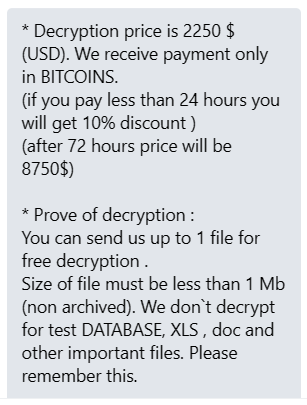 * Decryption price is 2250 $
(USD). We receive payment only
in BITCOINS.
(if you pay less than 24 hours you
will get 10% discount )
(after 72 hours price will be
8750$)
* Prove of decryption :
You can send us up to 1 file for
free decryption .
Size of file must be less than 1 Mb
(non archived). We don`t decrypt
for test DATABASE, XLS , doc and
other important files. Please
remember this.